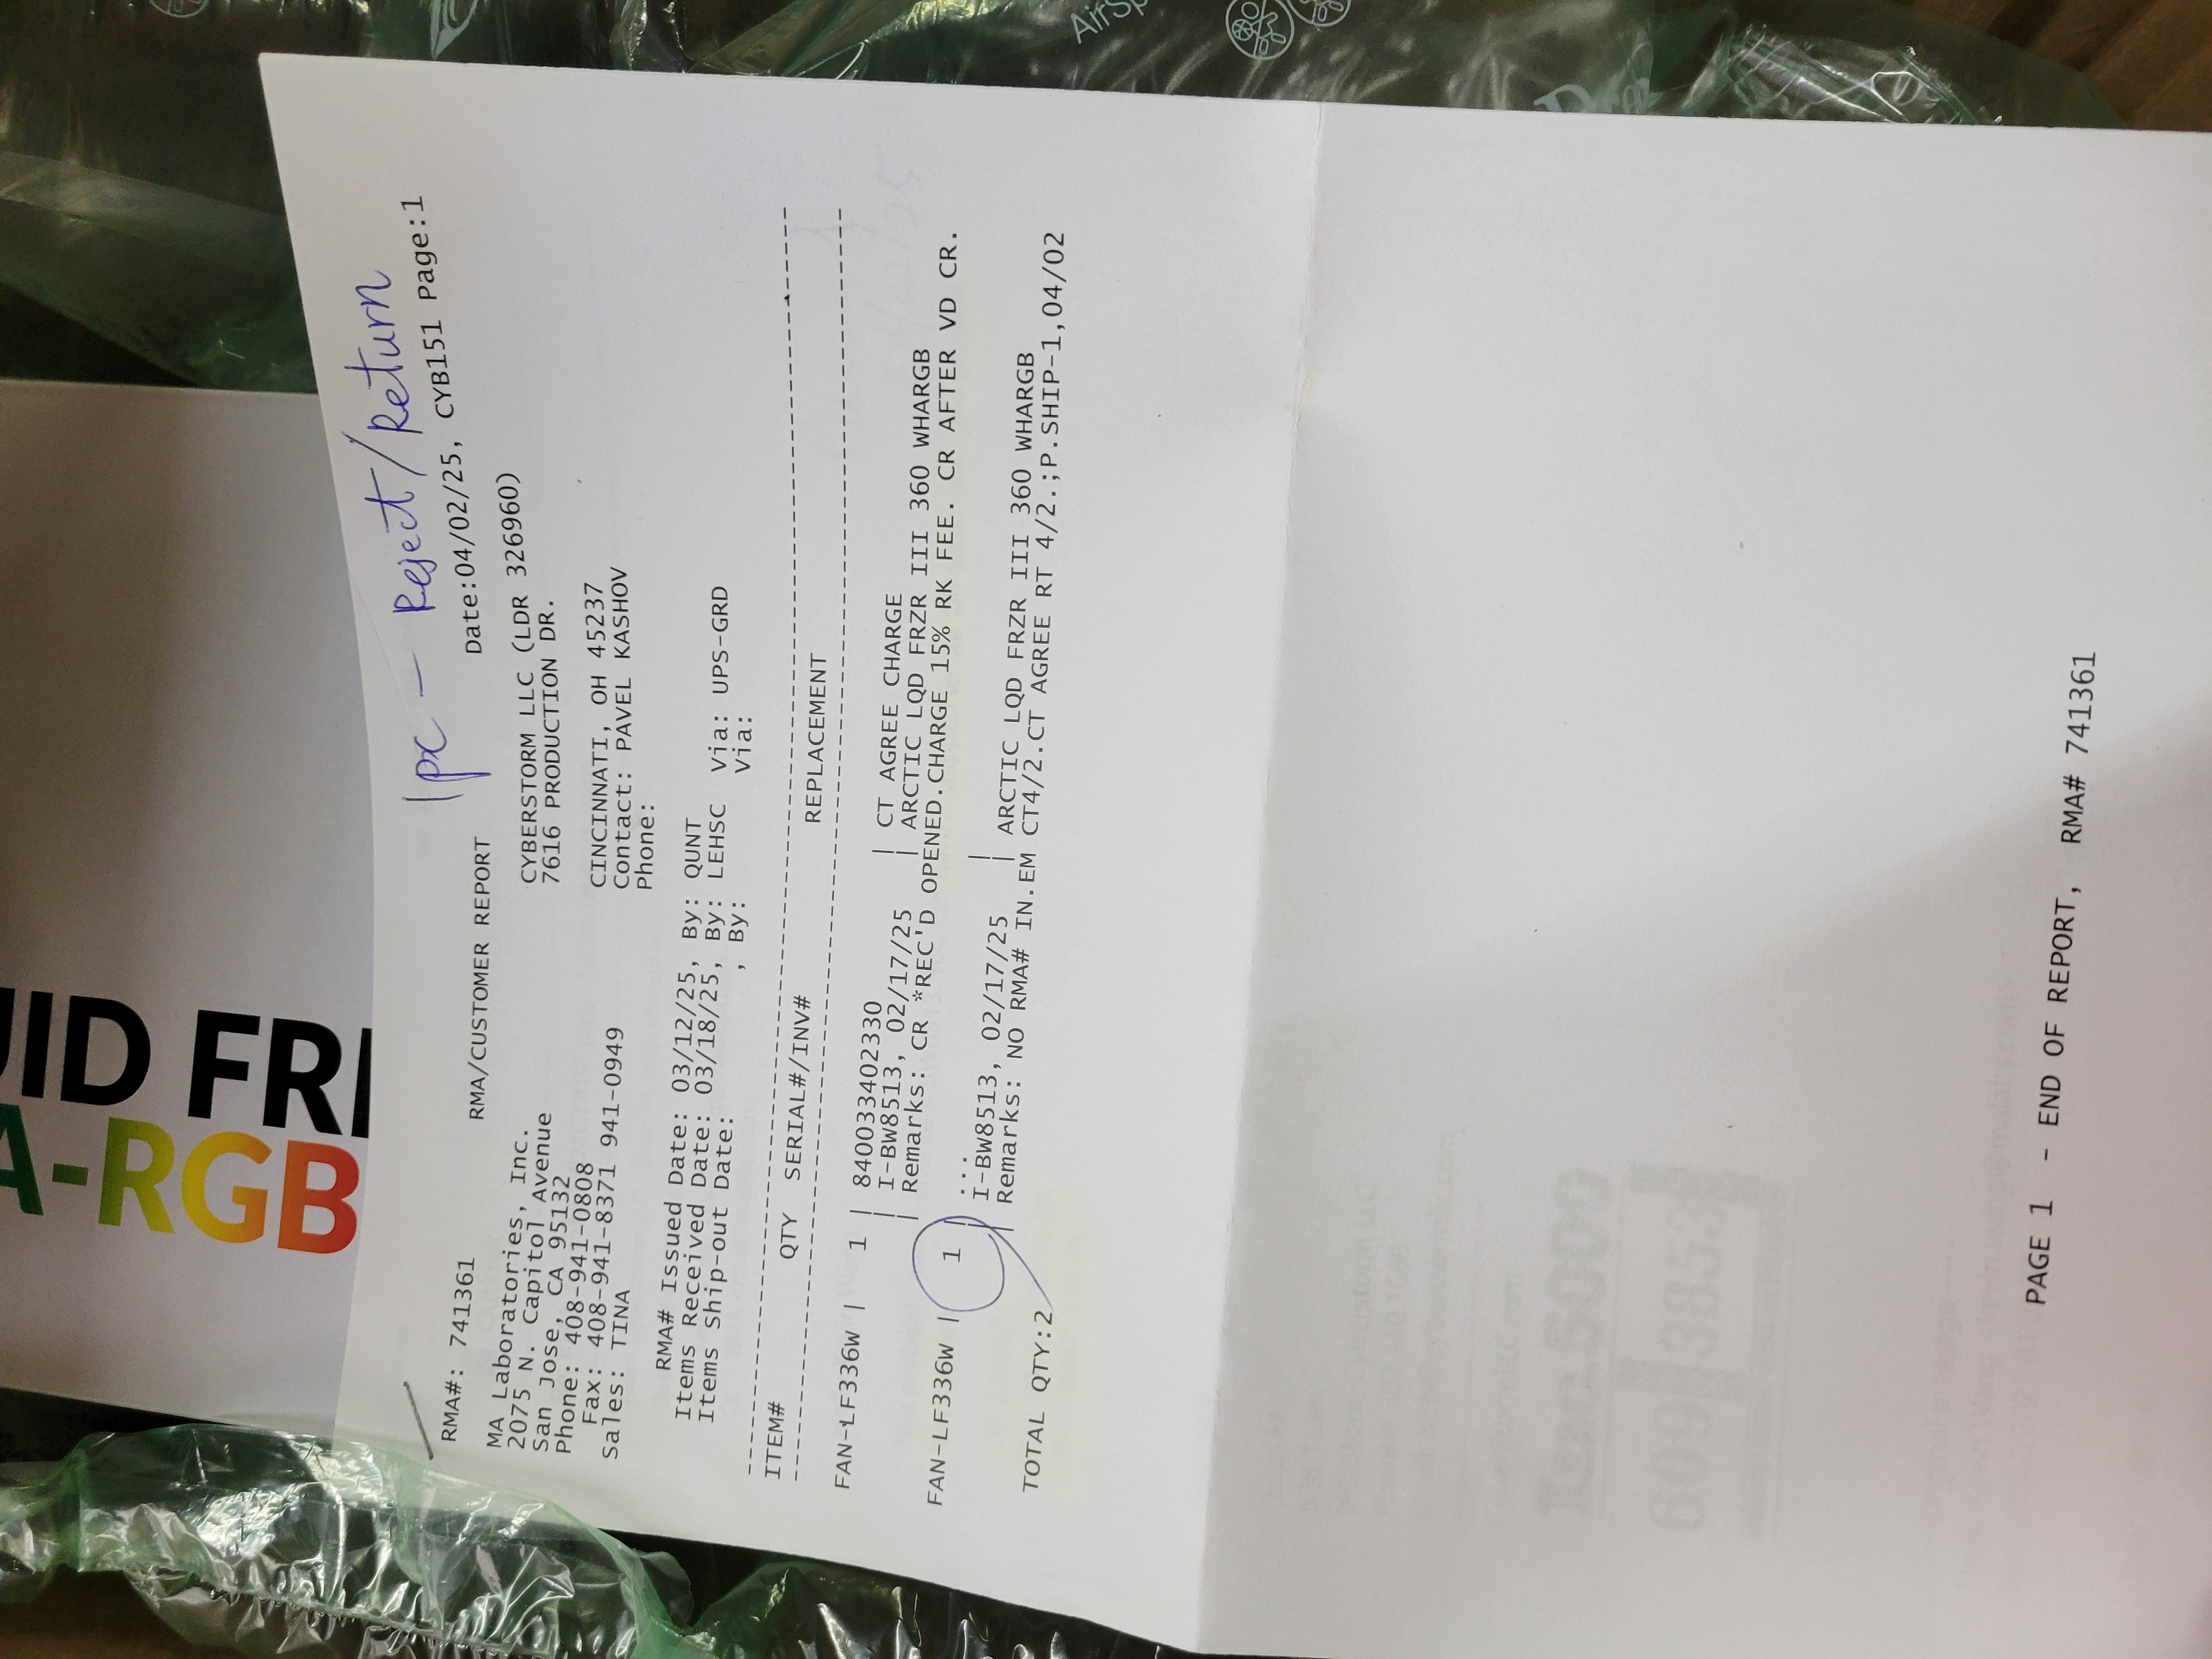 AirSp
UID FRE
A-RGB
1pc — Reject/Return
RMA#: 741361 RMA/CUSTOMER REPORT Date:04/02/25, CYB151 Page:1
MA Laboratories, Inc. CYBERSTORM LLC (LDR 326960)
2075 N. Capitol Avenue 7616 PRODUCTION DR.
San Jose, CA 95132
Phone: 408-941-0808 CINCINNATI, OH 45237
Fax: 408-941-8371 941-0949 Contact: PAVEL KASHOV
Sales: TINA Phone:
RMA# Issued Date: 03/12/25, By: QUNT
Items Received Date: 03/18/25, By: LEHSC Via: UPS-GRD
Items Ship-out Date: , By: Via:
ITEM# QTY SERIAL#/INV# REPLACEMENT
FAN-LF336W | 1 | 84003340233​0 | CT AGREE CHARGE
| I-BW8513, 02/17/25 | ARCTIC LQD FRZR III 360 WHARGB
| Remarks: CR *REC'D OPENED.CHARGE 15% RK FEE. CR AFTER VD CR.
FAN-LF336W | 1 | ... |
| I-BW8513, 02/17/25 | ARCTIC LQD FRZR III 360 WHARGB
| Remarks: NO RMA# IN.EM CT4/2.CT AGREE RT 4/2.;P.SHIP-1,04/02
TOTAL QTY:2
PAGE 1 - END OF REPORT, RMA# 741361